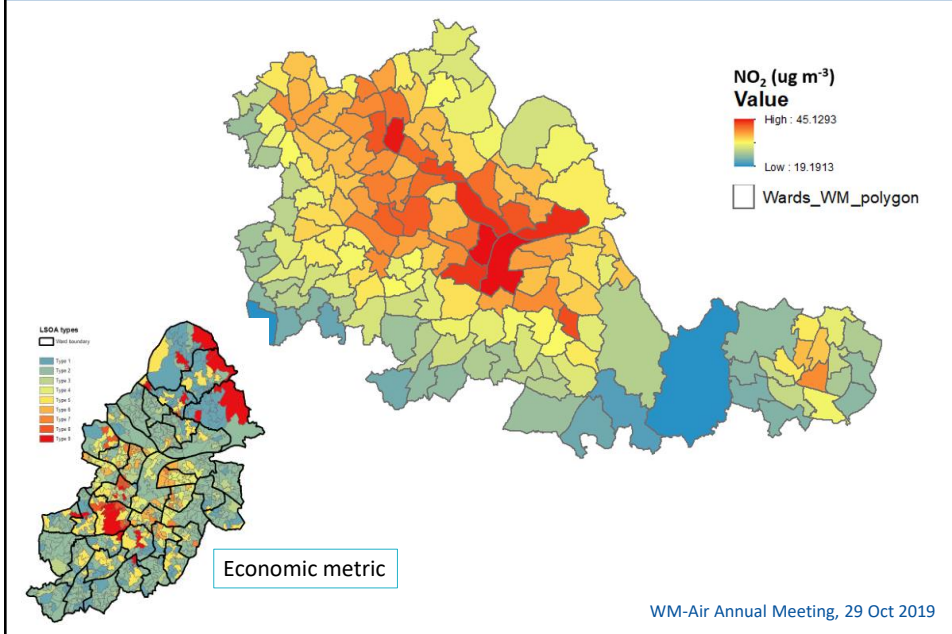 NO₂ (ug m⁻³)
Value
High : 45.1293
Low : 19.1913
Wards_WM_polygon
LSOA types
Ward boundary
Type 1
Type 2
Type 3
Type 4
Type 5
Type 6
Type 7
Type 8
Type 9
Economic metric
WM-Air Annual Meeting, 29 Oct 2019